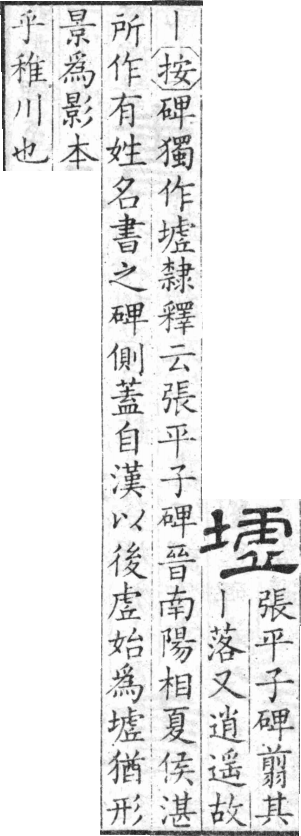 墟
張平子碑翦其
丨落又逍遥故
丨按碑獨作墟隸釋云張平子碑晉南陽相夏侯湛
所作有姓名書之碑側蓋自漢以後虛始爲墟猶形
景爲影本
乎稚川也